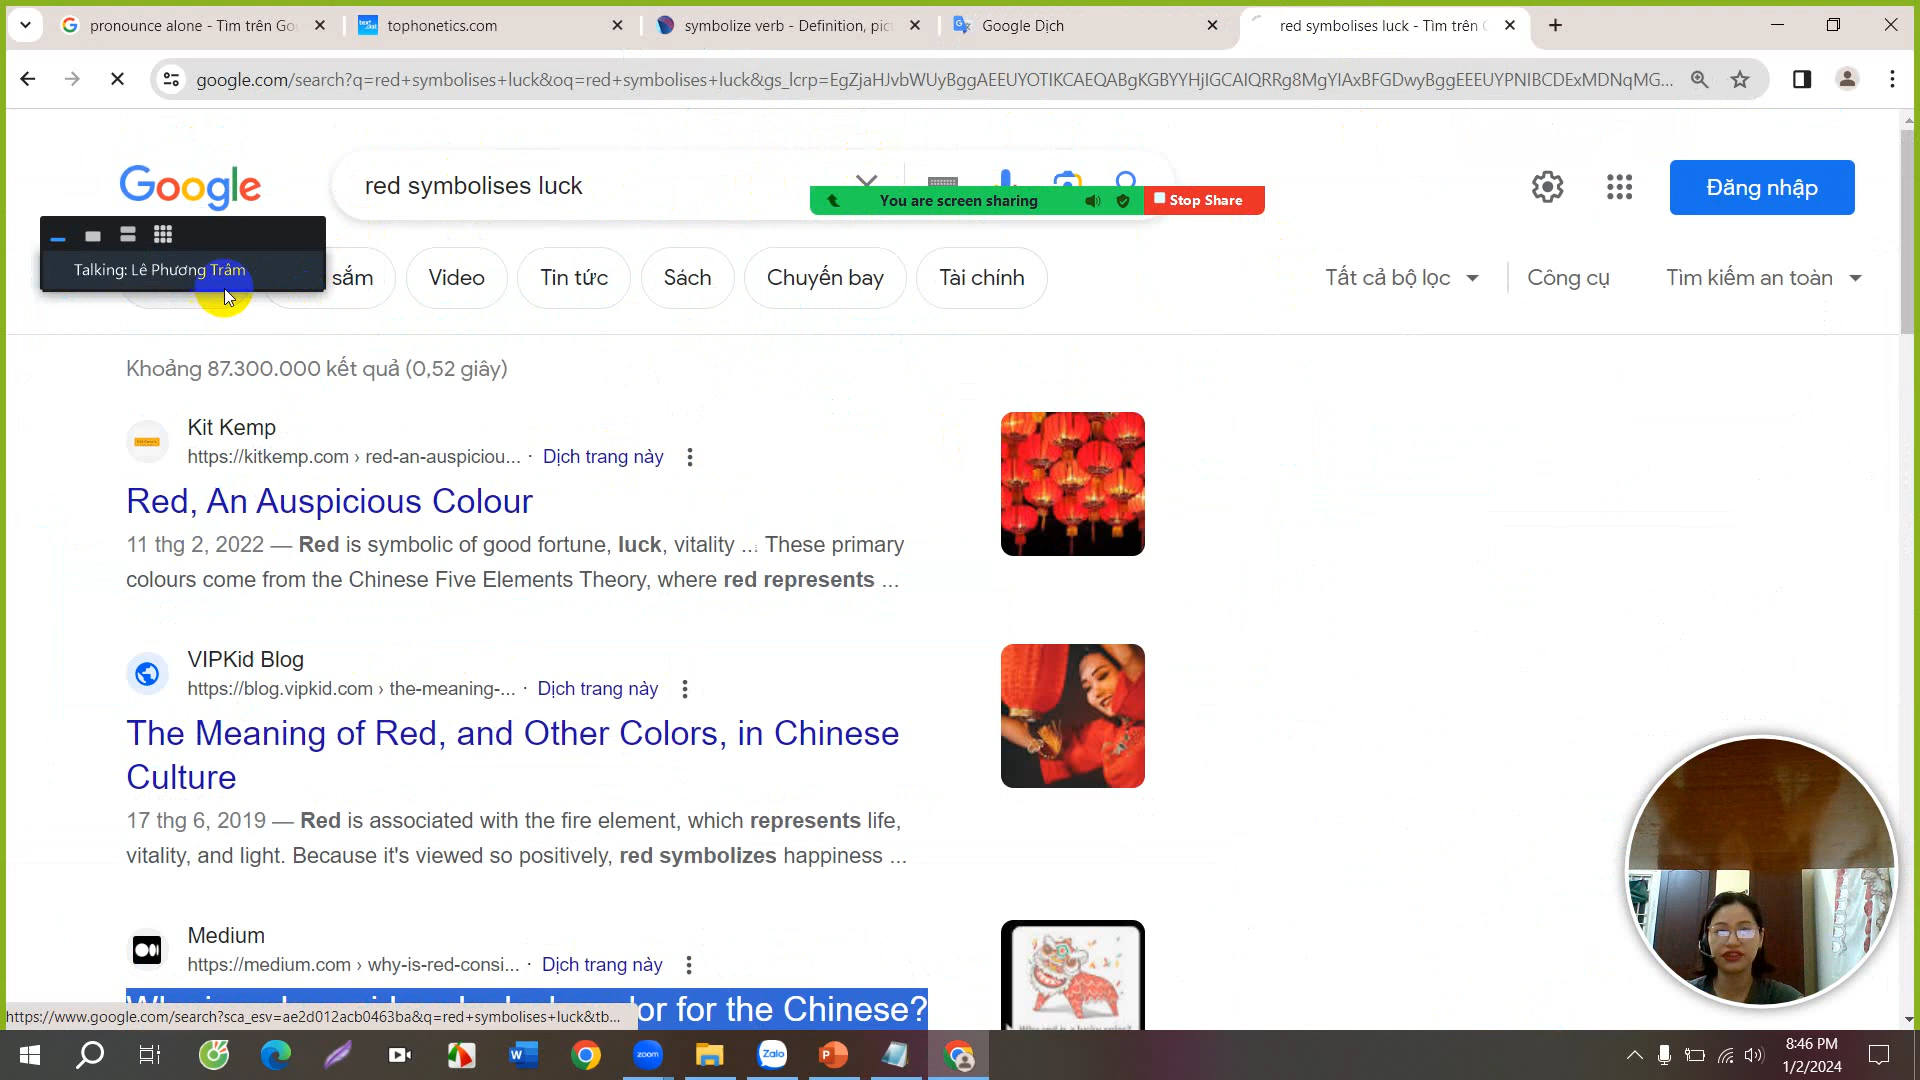 pronounce alone - Tìm trên Go
tophonetics.com
symbolize verb - Definition, pict
Google Dịch
red symbolises luck - Tìm trên G
google.com/search?q=red+symbolises+luck&oq=red+symbolises+luck&gs_lcrp=EgZjaHJvbWUyBggAEEUYOTIKCAEQABgKGBYYHjIGCAIQRRg8MgYIAxBFGDwyBggEEEUYPNIBCDExMDNqMG...
Google
red symbolises luck
You are screen sharing
Stop Share
Đăng nhập
Talking: Lê Phương Trâm
sắm
Video
Tin tức
Sách
Chuyến bay
Tài chính
Tất cả bộ lọc
Công cụ
Tìm kiếm an toàn
Khoảng 87.300.000 kết quả (0,52 giây)
Kit Kemp
https://kitkemp.com › red-an-auspiciou... · Dịch trang này
Red, An Auspicious Colour
11 thg 2, 2022 — Red is symbolic of good fortune, luck, vitality ... These primary
colours come from the Chinese Five Elements Theory, where red represents ...
VIPKid Blog
https://blog.vipkid.com › the-meaning-... · Dịch trang này
The Meaning of Red, and Other Colors, in Chinese
Culture
17 thg 6, 2019 — Red is associated with the fire element, which represents life,
vitality, and light. Because it's viewed so positively, red symbolizes happiness ...
Medium
https://medium.com › why-is-red-consi... · Dịch trang này
for the Chinese?
https://www.google.com/search?sca_esv=ae2d012acb0463ba&q=red+symbolises+luck&tb...
zoom
Zalo
8:46 PM
1/2/2024